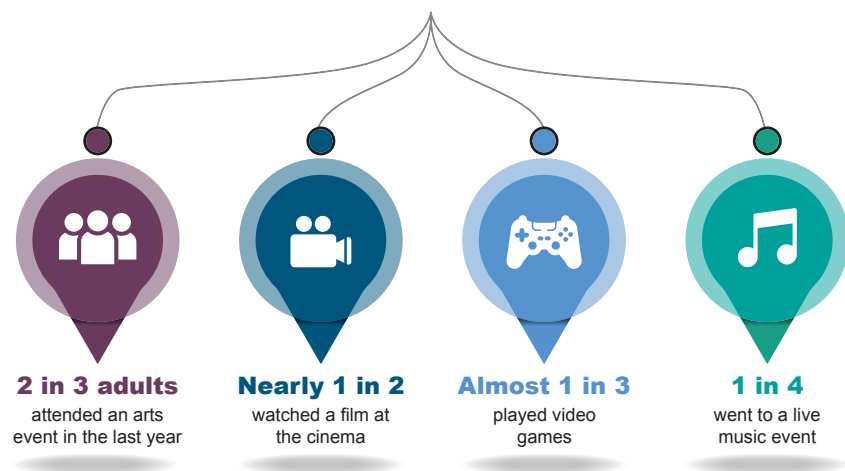 2 in 3 adults
attended an arts
event in the last year
Nearly 1 in 2
watched a film at
the cinema
Almost 1 in 3
played video
games
1 in 4
went to a live
music event